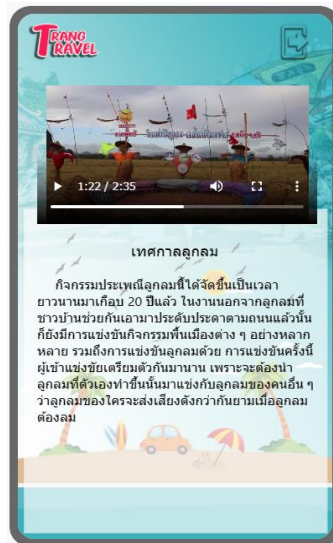 TRANG
TRAVEL
1:22 / 2:35
เทศกาลลูกลม
กิจกรรมประเพณีลูกลมนี้ได้จัดขึ้นเป็นเวลา
ยาวนานมาเกือบ 20 ปีแล้ว ในงานนอกจากลูกลมที่
ชาวบ้านช่วยกันเอามาประดับประดาตามถนนแล้วนั้น
ก็ยังมีการแข่งขันกิจกรรมพื้นเมืองต่าง ๆ อย่างหลาก
หลาย รวมถึงการแข่งขันลูกลมด้วย การแข่งขันครั้งนี้
ผู้เข้าแข่งขัยเตรียมตัวกันมานาน เพราะจะต้องนำ
ลูกลมที่ตัวเองทำขึ้นนั้นมาแข่งกับลูกลมของคนอื่น ๆ
ว่าลูกลมของใครจะส่งเสียงดังกว่ากันยามเมื่อลูกลม
ต้องลม